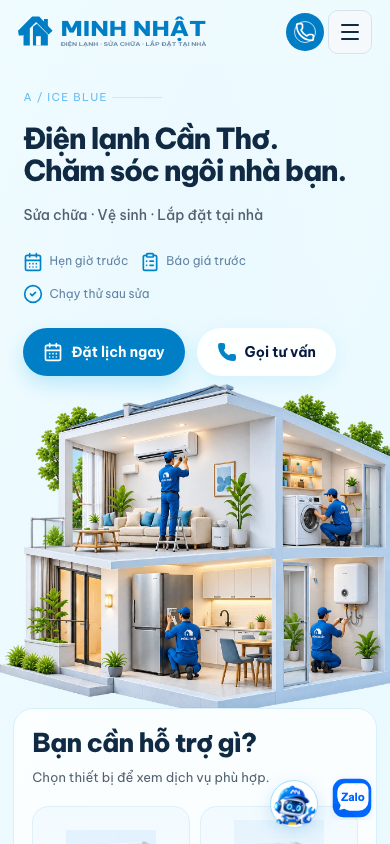 MINH NHẬT
ĐIỆN LẠNH · SỬA CHỮA · LẮP ĐẶT TẠI NHÀ
A / ICE BLUE
Điện lạnh Cần Thơ.
Chăm sóc ngôi nhà bạn.
Sửa chữa · Vệ sinh · Lắp đặt tại nhà
Hẹn giờ trước
Báo giá trước
Chạy thử sau sửa
Đặt lịch ngay
Gọi tư vấn
Bạn cần hỗ trợ gì?
Chọn thiết bị để xem dịch vụ phù hợp.
Zalo